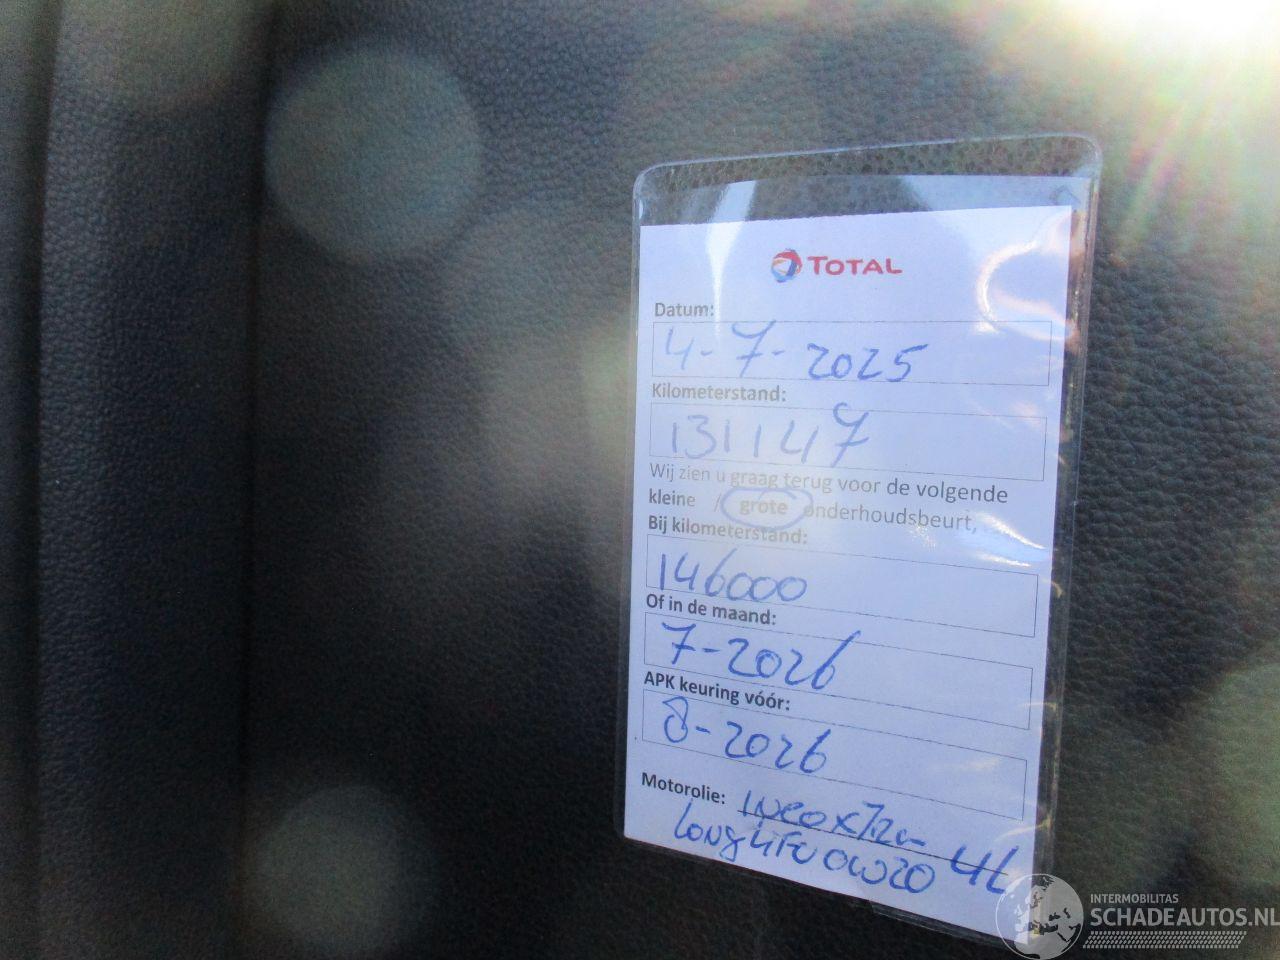 TOTAL
Datum:
4-7-2025
Kilometerstand:
131147
Wij zien u graag terug voor de volgende
kleine / grote onderhoudsbeurt,
Bij kilometerstand:
146000
Of in de maand:
7-2026
APK keuring vóór:
8-2026
Motorolie:
4L
Longlife 0W20
INTERMOBILITAS
SCHADEAUTOS.NL